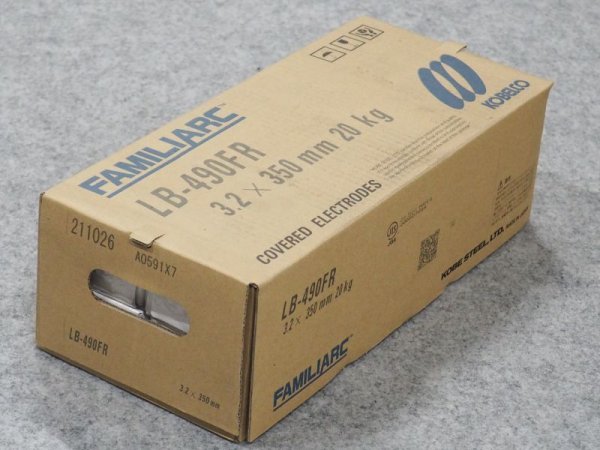 FAMILIARC
LB-490FR
3.2 × 350 mm 20 kg
COVERED ELECTRODES
KOBELCO
211026
A0591X7
LB-490FR
3.2 × 350mm
LB-490FR
3.2 × 350 mm 20 kg
FAMILIARC
KOBE STEEL, LTD.